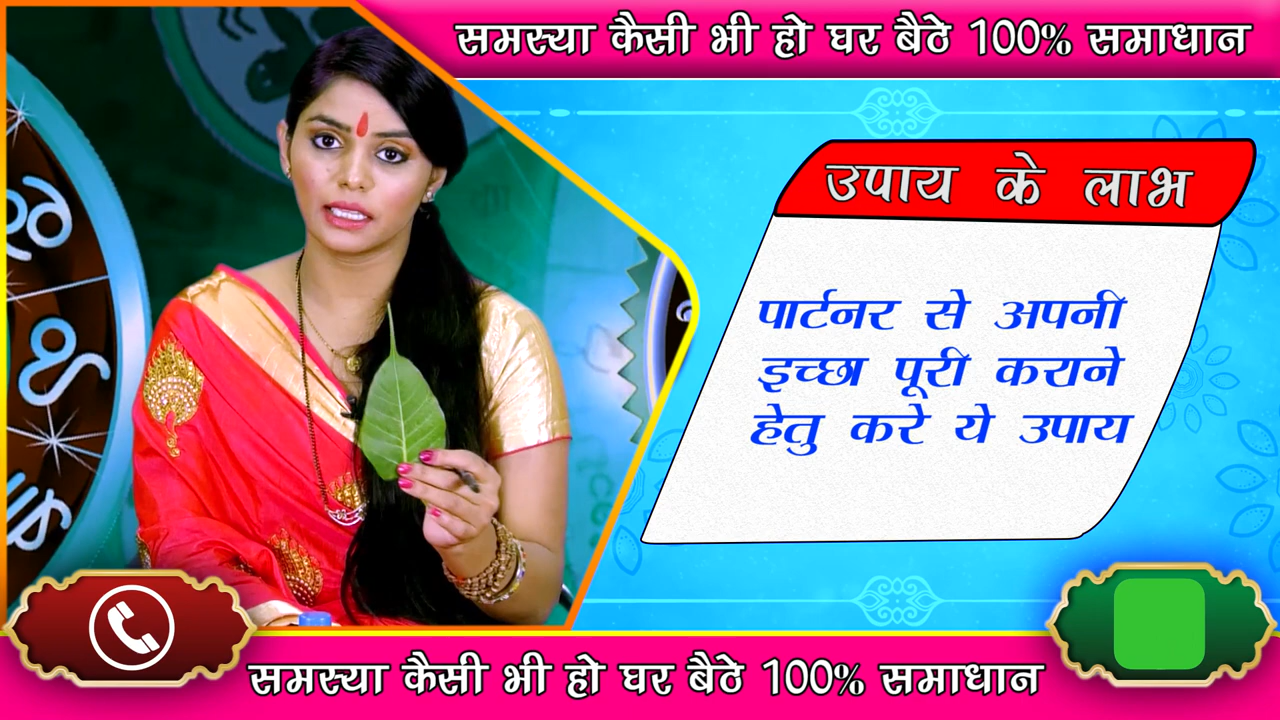 समस्या कैसी भी हो घर बैठे 100% समाधान
उपाय के लाभ
पार्टनर से अपनी
इच्छा पूरी कराने
हेतु करे ये उपाय
समस्या कैसी भी हो घर बैठे 100% समाधान